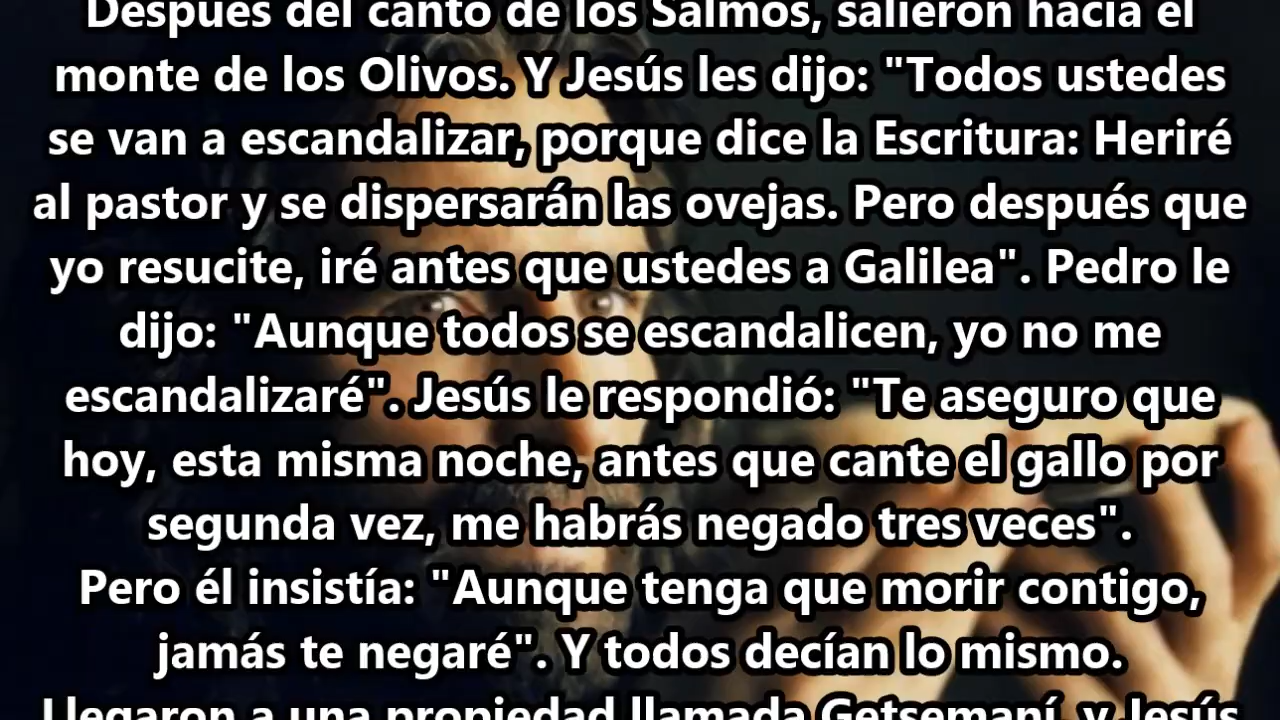 Después del canto de los Salmos, salieron hacia el
monte de los Olivos. Y Jesús les dijo: "Todos ustedes
se van a escandalizar, porque dice la Escritura: Heriré
al pastor y se dispersarán las ovejas. Pero después que
yo resucite, iré antes que ustedes a Galilea". Pedro le
dijo: "Aunque todos se escandalicen, yo no me
escandalizaré". Jesús le respondió: "Te aseguro que
hoy, esta misma noche, antes que cante el gallo por
segunda vez, me habrás negado tres veces".
Pero él insistía: "Aunque tenga que morir contigo,
jamás te negaré". Y todos decían lo mismo.
Llegaron a una propiedad llamada Getsemaní, y Jesús